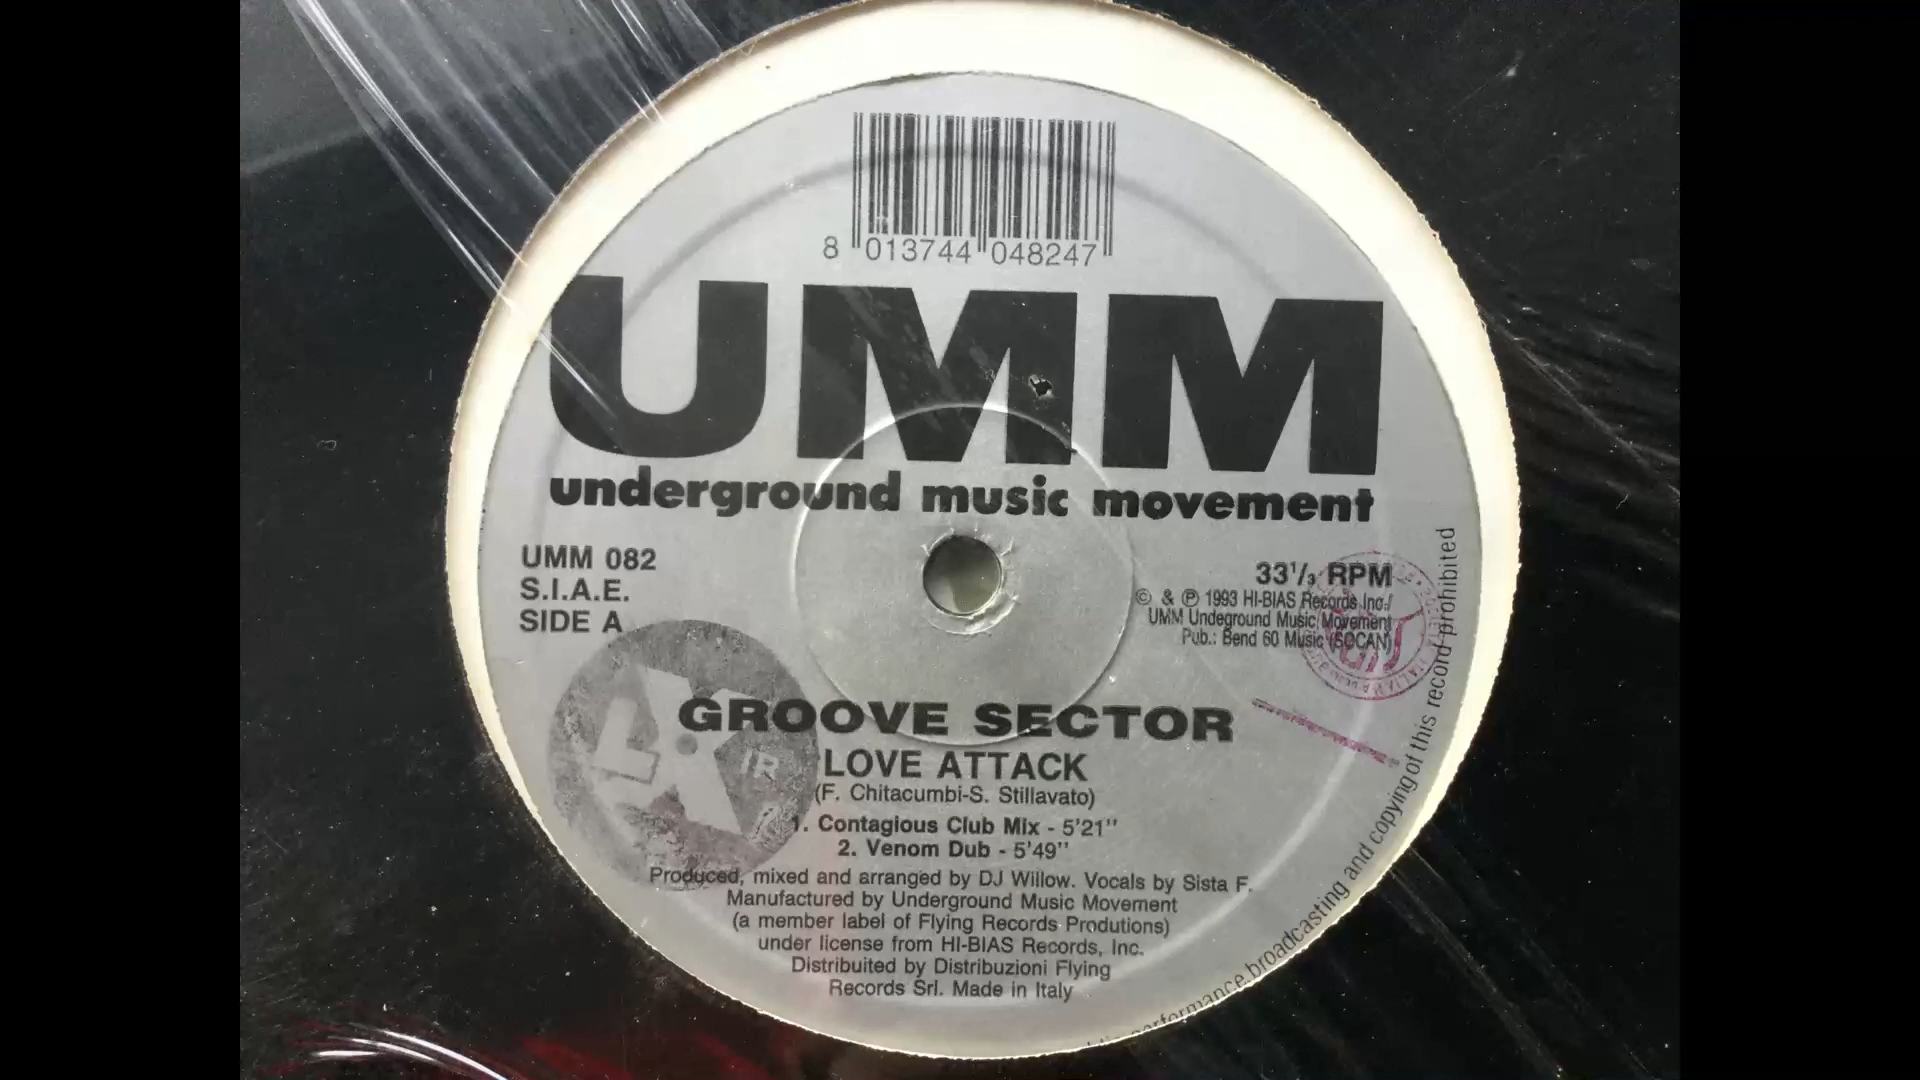 8 013744 048247
UMM
underground music movement
UMM 082
S.I.A.E.
SIDE A
33 1/3 RPM
© & ℗ 1993 HI-BIAS Records Inc./
UMM Undeground Music Movement
Pub.: Bend 60 Music (SOCAN)
LX IR
GROOVE SECTOR
LOVE ATTACK
(F. Chitacumbi-S. Stillavato)
1. Contagious Club Mix - 5'21"
2. Venom Dub - 5'49"
Produced, mixed and arranged by DJ Willow. Vocals by Sista F.
Manufactured by Underground Music Movement
(a member label of Flying Records Produtions)
under license from HI-BIAS Records, Inc.
Distribuited by Distribuzioni Flying
Records Srl. Made in Italy
performance, broadcasting and copying of this record prohibited